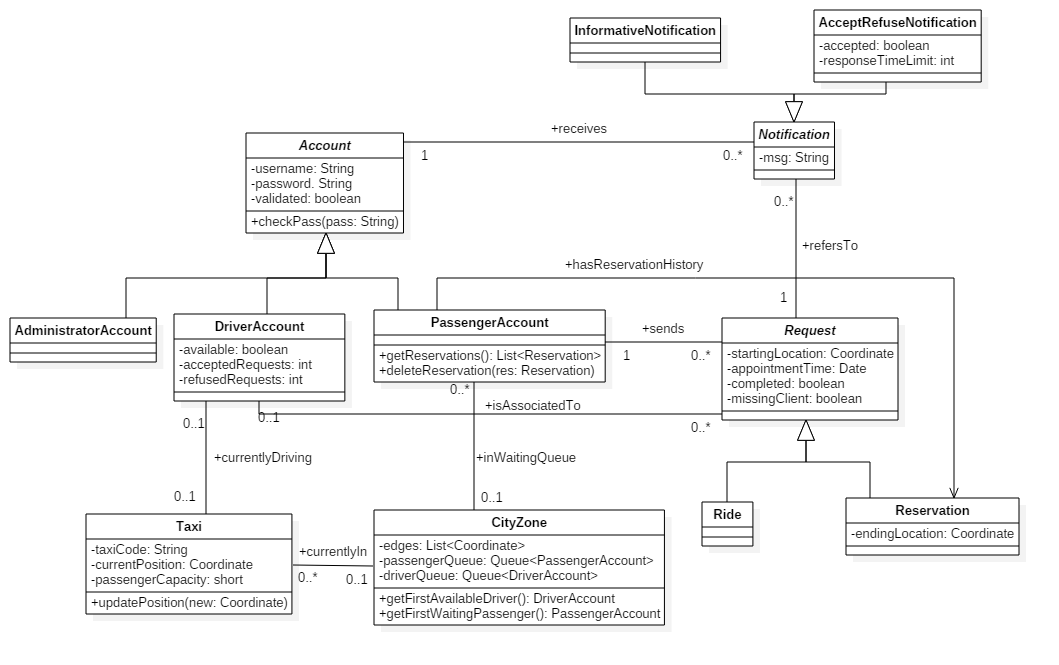 InformativeNotification
AcceptRefuseNotification
-accepted: boolean
-responseTimeLimit: int
Notification
-msg: String
+receives
1
0..*
Account
-username: String
-password. String
-validated: boolean
+checkPass(pass: String)
0..*
+refersTo
1
+hasReservationHistory
AdministratorAccount
DriverAccount
-available: boolean
-acceptedRequests: int
-refusedRequests: int
PassengerAccount
+getReservations(): List<Reservation>
+deleteReservation(res: Reservation)
+sends
1
0..*
Request
-startingLocation: Coordinate
-appointmentTime: Date
-completed: boolean
-missingClient: boolean
0..1
0..1
+isAssociatedTo
0..*
0..*
+currentlyDriving
0..1
+inWaitingQueue
0..1
Taxi
-taxiCode: String
-currentPosition: Coordinate
-passengerCapacity: short
+updatePosition(new: Coordinate)
+currentlyIn
0..*
0..1
CityZone
-edges: List<Coordinate>
-passengerQueue: Queue<PassengerAccount>
-driverQueue: Queue<DriverAccount>
+getFirstAvailableDriver(): DriverAccount
+getFirstWaitingPassenger(): PassengerAccount
Ride
Reservation
-endingLocation: Coordinate